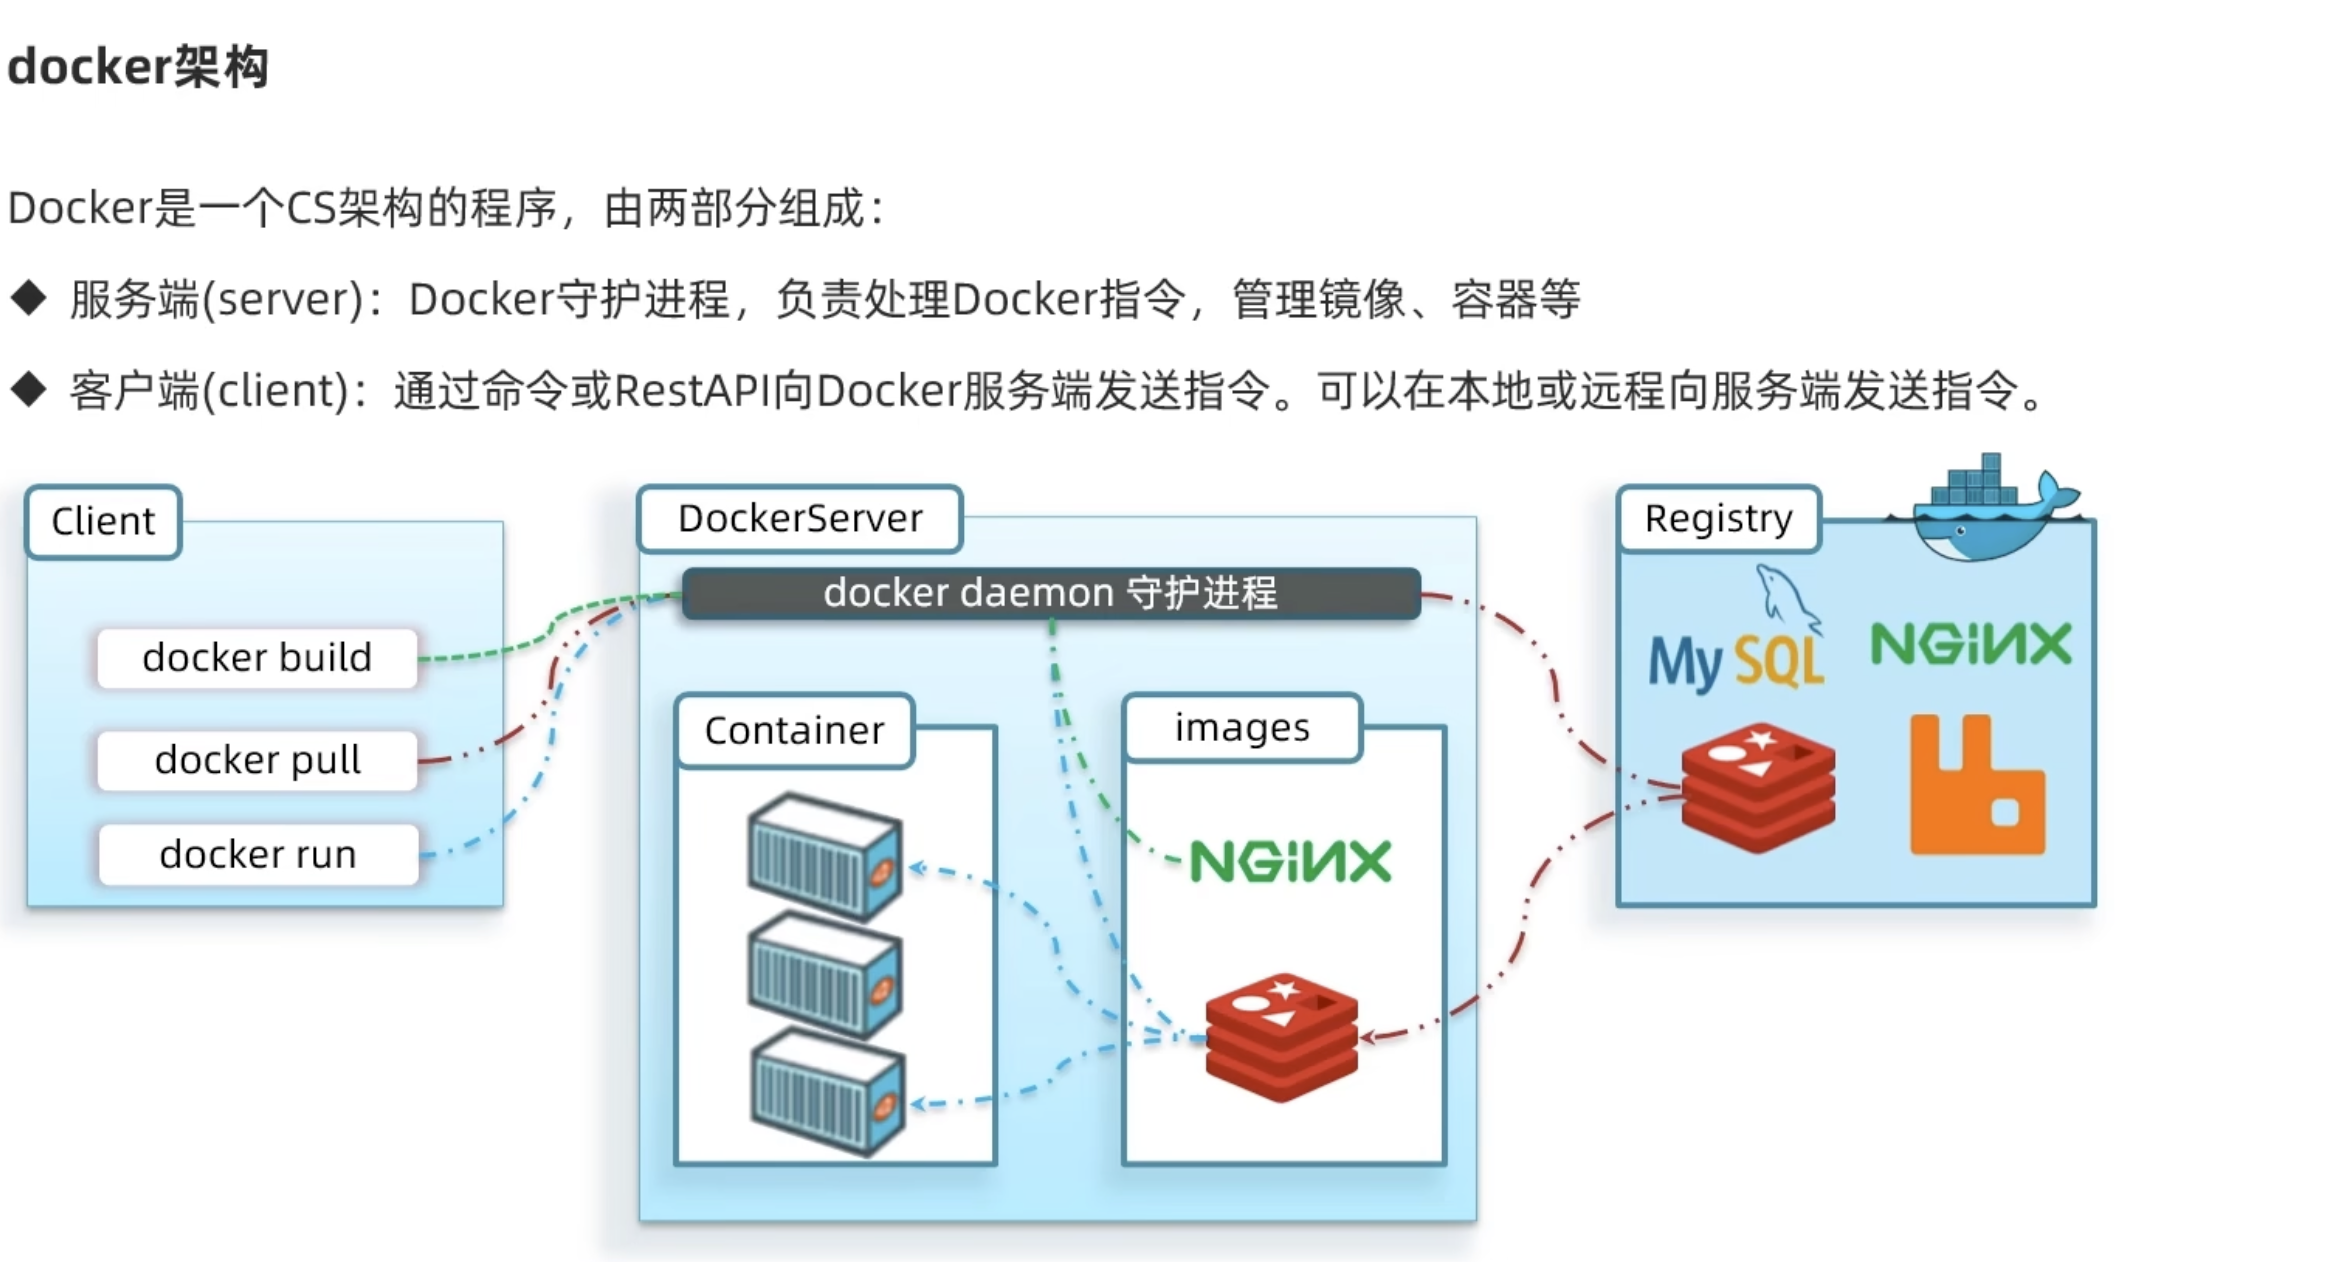 docker架构
Docker是一个CS架构的程序，由两部分组成：
◆ 服务端(server)：Docker守护进程，负责处理Docker指令，管理镜像、容器等
◆ 客户端(client)：通过命令或RestAPI向Docker服务端发送指令。可以在本地或远程向服务端发送指令。
Client
docker build
docker pull
docker run
DockerServer
docker daemon 守护进程
Container
images
NGiNX
Registry
MySQL
NGiNX